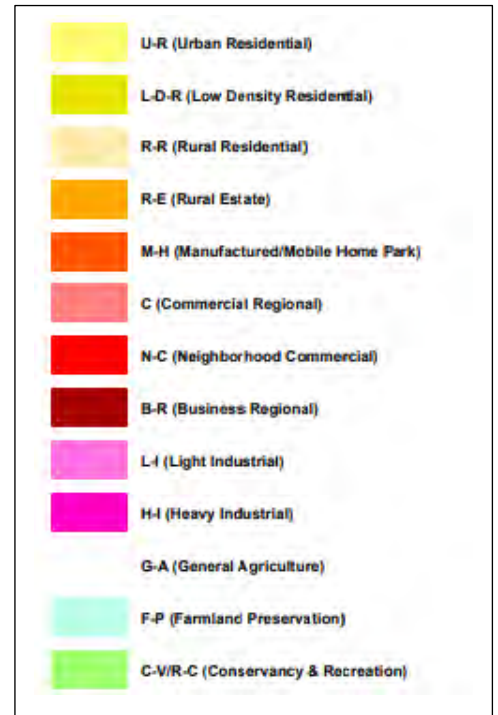 U-R (Urban Residential)
L-D-R (Low Density Residential)
R-R (Rural Residential)
R-E (Rural Estate)
M-H (Manufactured/Mobile Home Park)
C (Commercial Regional)
N-C (Neighborhood Commercial)
B-R (Business Regional)
L-I (Light Industrial)
H-I (Heavy Industrial)
G-A (General Agriculture)
F-P (Farmland Preservation)
C-V/R-C (Conservancy & Recreation)